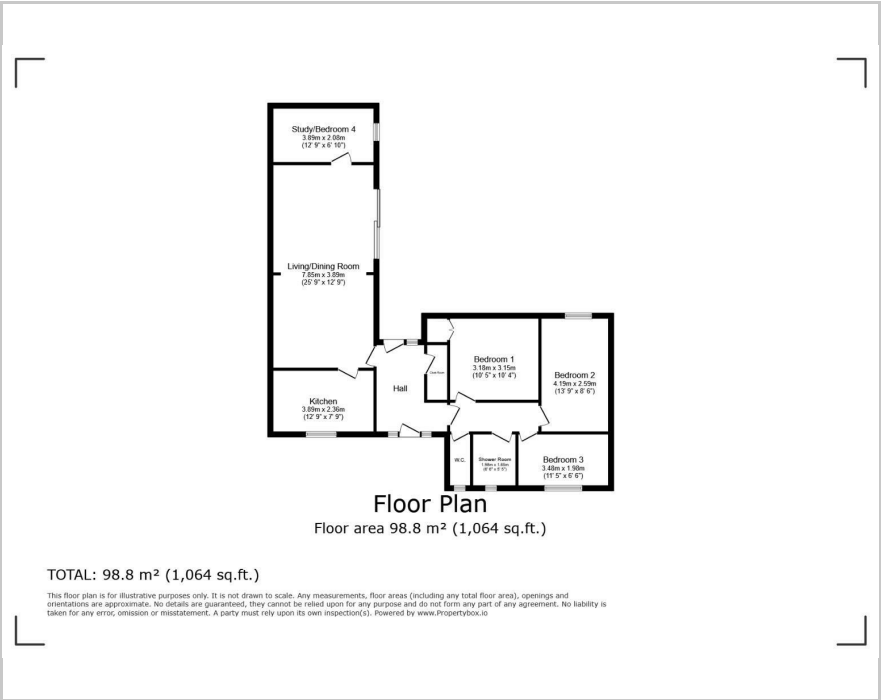 Study/Bedroom 4
3.89m x 2.08m
(12' 9" x 6' 10")
Living/Dining Room
7.85m x 3.89m
(25' 9" x 12' 9")
Kitchen
3.89m x 2.36m
(12' 9" x 7' 9")
Hall
Bedroom 1
3.18m x 3.15m
(10' 5" x 10' 4")
Bedroom 2
4.19m x 2.59m
(13' 9" x 8' 6")
W.C.
Shower Room
Bedroom 3
3.48m x 1.98m
(11' 5" x 6' 6")
Floor Plan
Floor area 98.8 m² (1,064 sq.ft.)
TOTAL: 98.8 m² (1,064 sq.ft.)
This floor plan is for illustrative purposes only. It is not drawn to scale. Any measurements, floor areas (including any total floor area), openings and
orientations are approximate. No details are guaranteed, they cannot be relied upon for any purpose and do not form any part of any agreement. No liability is
taken for any error, omission or misstatement. A party must rely upon its own inspection(s). Powered by www.Propertybox.io